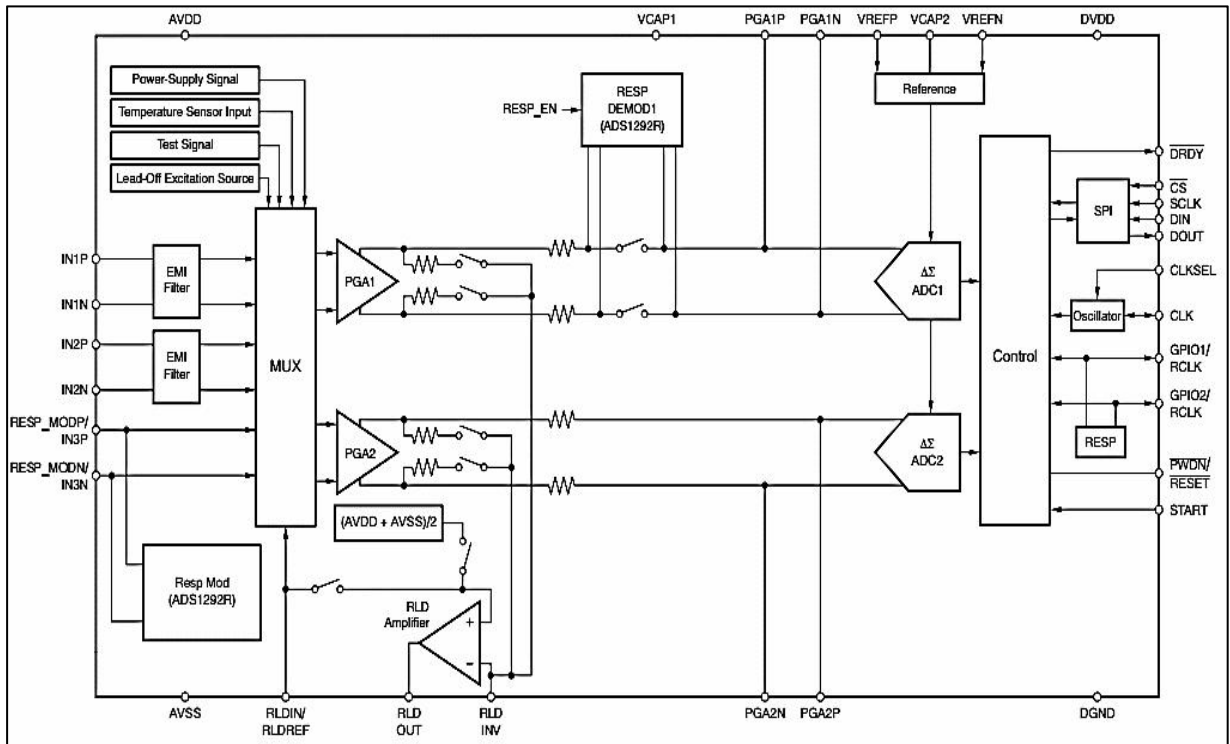 AVDD
VCAP1
PGA1P
PGA1N
VREFP
VCAP2
VREFN
DVDD
Power-Supply Signal
Temperature Sensor Input
Test Signal
Lead-Off Excitation Source
RESP_EN
RESP
DEMOD1
(ADS1292R)
Reference
DRDY
CS
SCLK
DIN
DOUT
SPI
CLKSEL
Oscillator
CLK
IN1P
IN1N
EMI
Filter
IN2P
IN2N
EMI
Filter
MUX
PGA1
ΔΣ
ADC1
Control
GPIO1/
RCLK
GPIO2/
RCLK
RESP
RESP_MODP/
IN3P
RESP_MODN/
IN3N
PGA2
ΔΣ
ADC2
PWDN/
RESET
START
(AVDD + AVSS)/2
Resp Mod
(ADS1292R)
RLD
Amplifier
+
-
AVSS
RLDIN/
RLDREF
RLD
OUT
RLD
INV
PGA2N
PGA2P
DGND